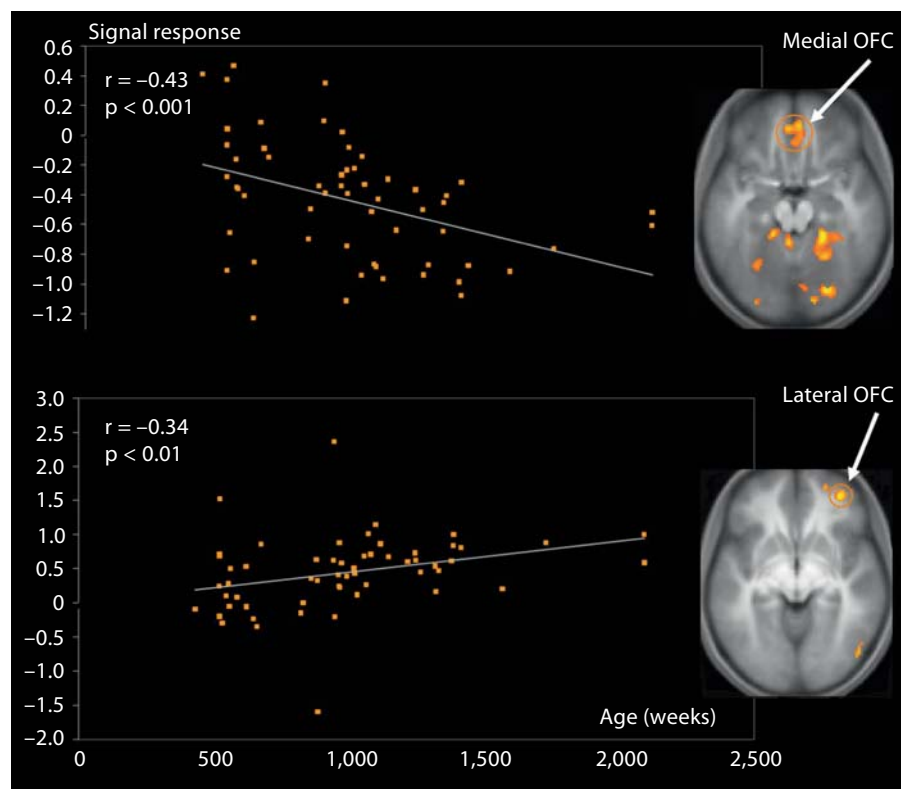 Signal response
Medial OFC
0.6
0.4
0.2
0
–0.2
–0.4
–0.6
–0.8
–1.0
–1.2
r = –0.43
p < 0.001
Lateral OFC
3.0
2.5
2.0
1.5
1.0
0.5
0
–0.5
–1.0
–1.5
–2.0
r = –0.34
p < 0.01
Age (weeks)
0 500 1,000 1,500 2,000 2,500